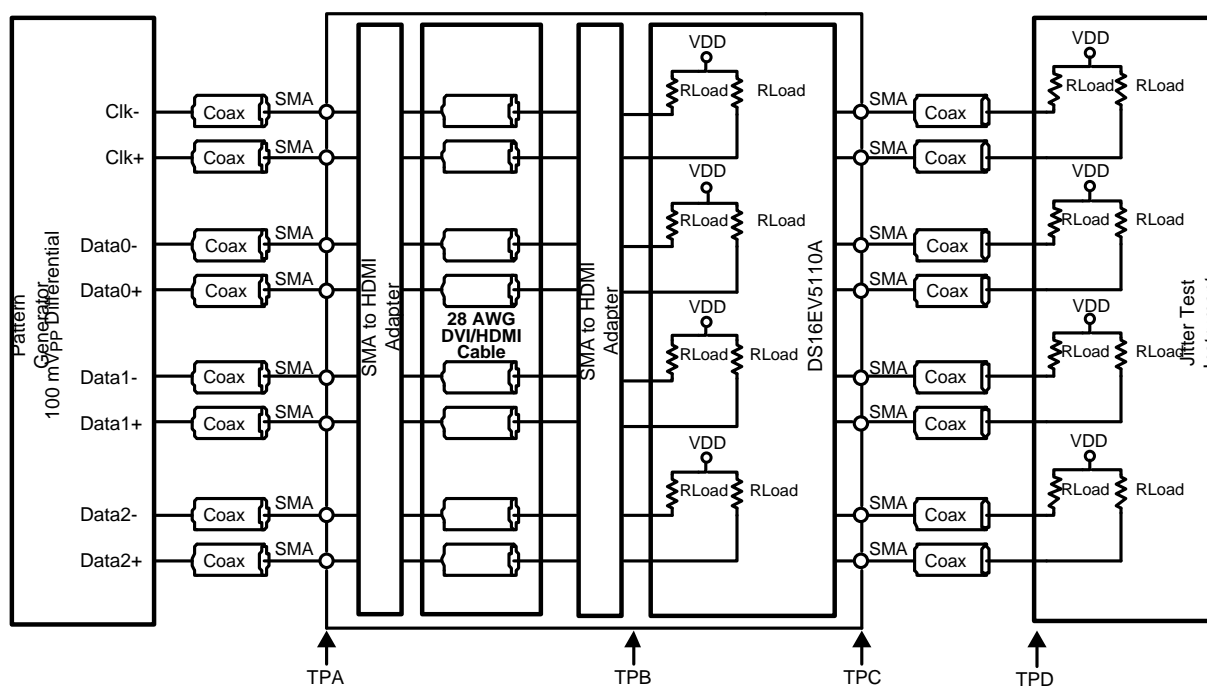 Pattern
Generator
100 mVPP Differential
Clk-
Clk+
Data0-
Data0+
Data1-
Data1+
Data2-
Data2+
Coax
SMA
Coax
SMA
Coax
SMA
Coax
SMA
Coax
SMA
Coax
SMA
Coax
SMA
Coax
SMA
SMA to HDMI
Adapter
28 AWG
DVI/HDMI
Cable
SMA to HDMI
Adapter
VDD
RLoad
RLoad
VDD
RLoad
RLoad
VDD
RLoad
RLoad
VDD
RLoad
RLoad
DS16EV5110A
SMA
Coax
SMA
Coax
SMA
Coax
SMA
Coax
SMA
Coax
SMA
Coax
SMA
Coax
SMA
Coax
VDD
RLoad
RLoad
VDD
RLoad
RLoad
VDD
RLoad
RLoad
VDD
RLoad
RLoad
Jitter Test
TPA
TPB
TPC
TPD